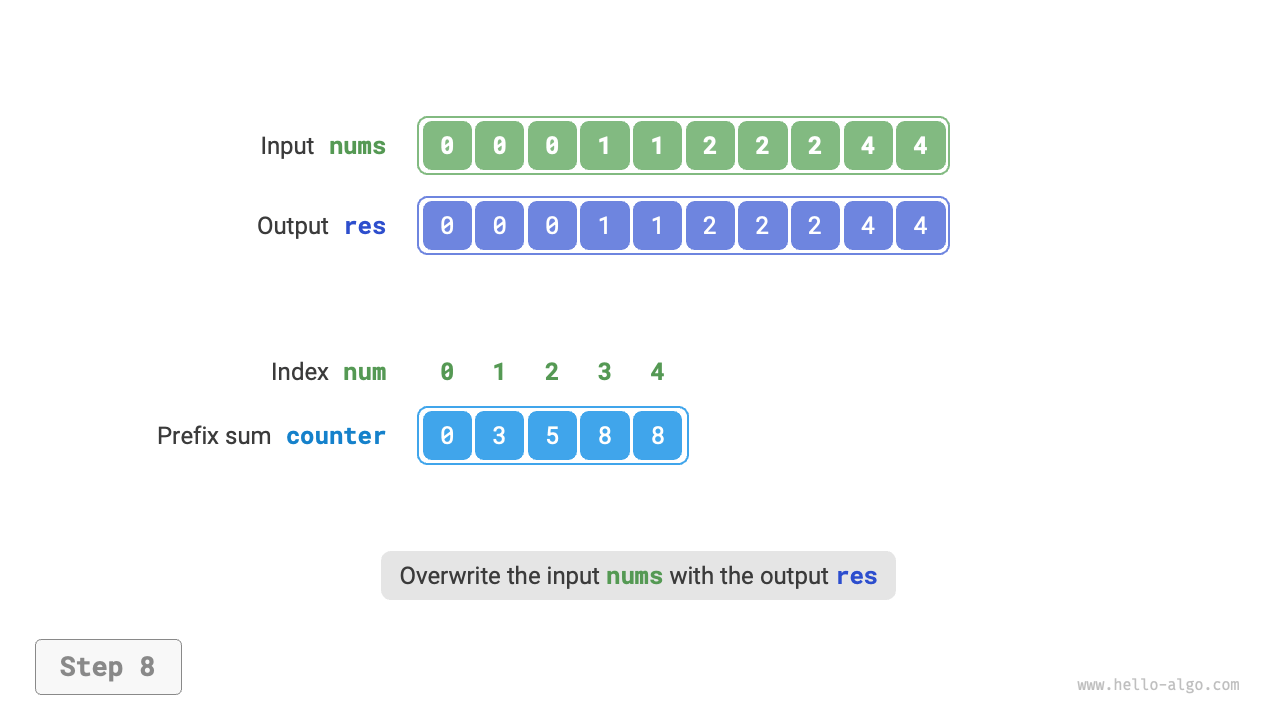 Input nums 0 0 0 1 1 2 2 2 4 4
Output res 0 0 0 1 1 2 2 2 4 4
Index num 0 1 2 3 4
Prefix sum counter 0 3 5 8 8
Overwrite the input nums with the output res
Step 8
www.hello-algo.com